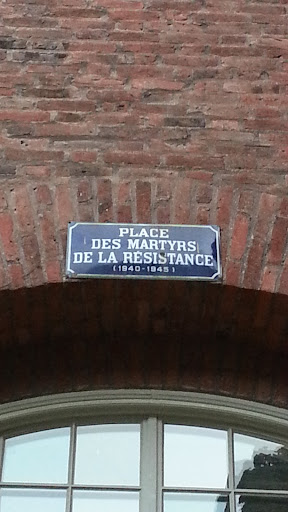 PLACE
DES MARTYRS
DE LA RÉSISTANCE
(1940-1945)